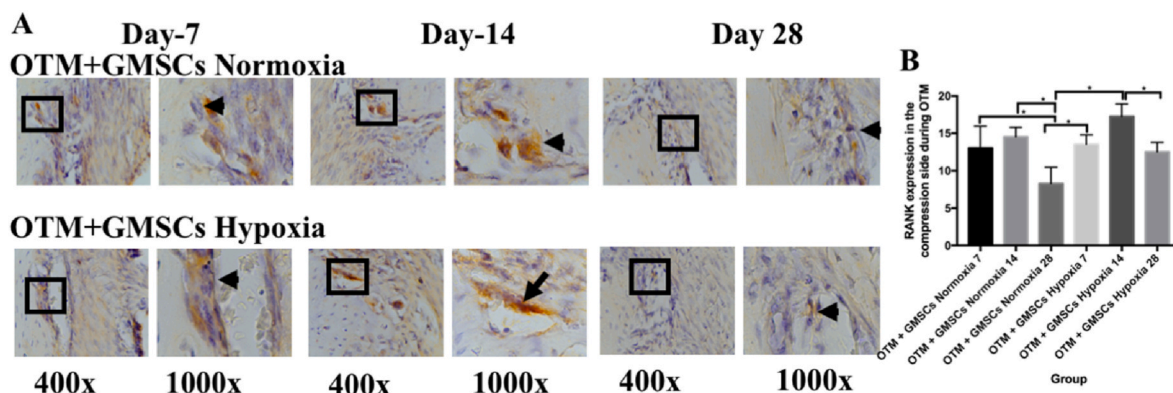 A
Day-7 Day-14 Day 28
OTM+GMSCs Normoxia
OTM+GMSCs Hypoxia
400x 1000x 400x 1000x 400x 1000x
B
RANK expression in the
compression side during OTM
20
15
10
5
0
* * * * *
OTM + GMSCs Normoxia 7
OTM + GMSCs Normoxia 14
OTM + GMSCs Normoxia 28
OTM + GMSCs Hypoxia 7
OTM + GMSCs Hypoxia 14
OTM + GMSCs Hypoxia 28
Group